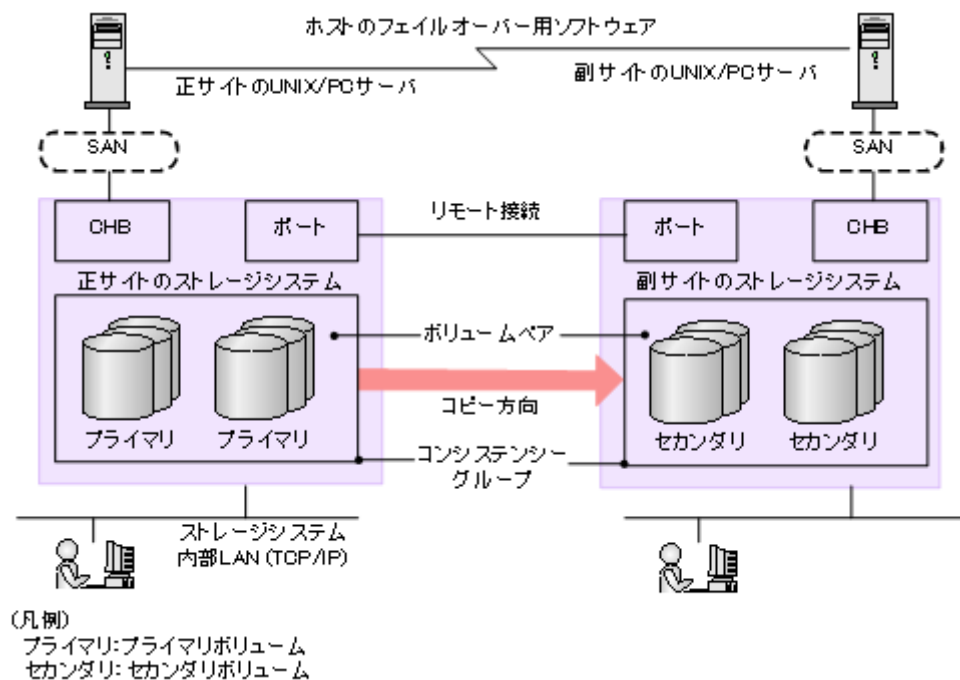 ホストのフェイルオーバー用ソフトウェア
正サイトのUNIX/PCサーバ
副サイトのUNIX/PCサーバ
SAN
SAN
CHB
ポート
リモート接続
ポート
CHB
正サイトのストレージシステム
副サイトのストレージシステム
ボリュームペア
コピー方向
プライマリ
プライマリ
セカンダリ
セカンダリ
コンシステンシー
グループ
ストレージシステム
内部LAN(TCP/IP)
(凡例)
プライマリ:プライマリボリューム
セカンダリ:セカンダリボリューム